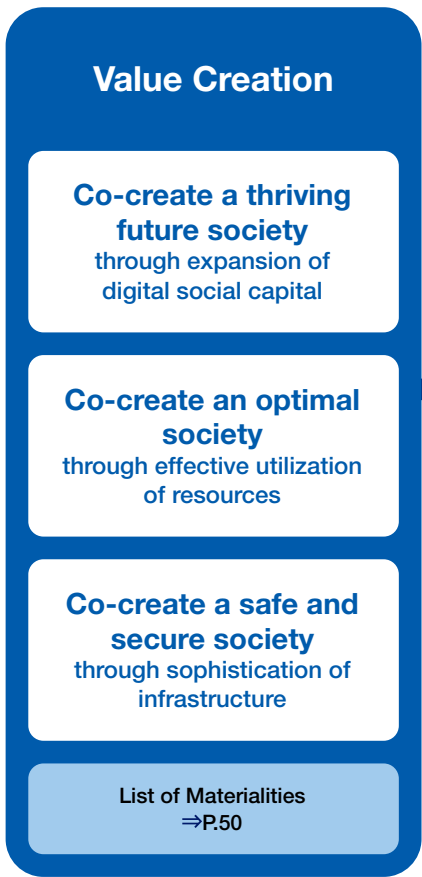 Value Creation
Co-create a thriving
future society
through expansion of
digital social capital
Co-create an optimal
society
through effective utilization
of resources
Co-create a safe and
secure society
through sophistication of
infrastructure
List of Materialities
⇒P.50